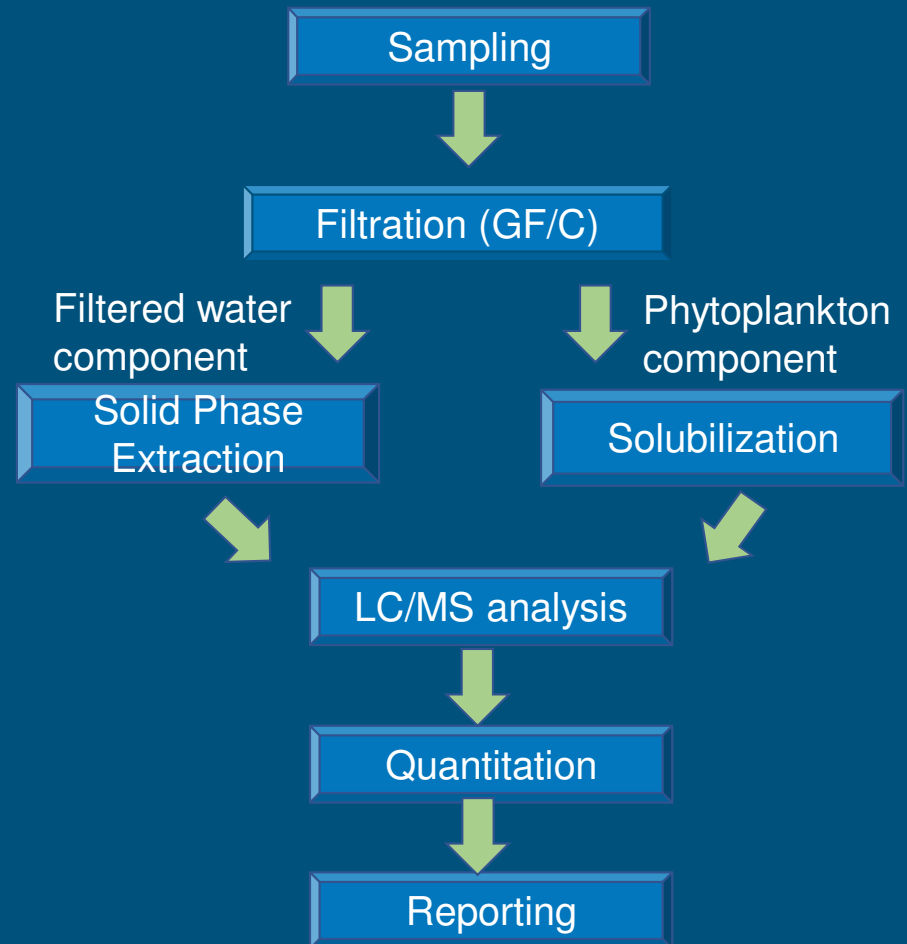 Sampling
Filtration (GF/C)
Filtered water
component
Phytoplankton
component
Solid Phase
Extraction
Solubilization
LC/MS analysis
Quantitation
Reporting